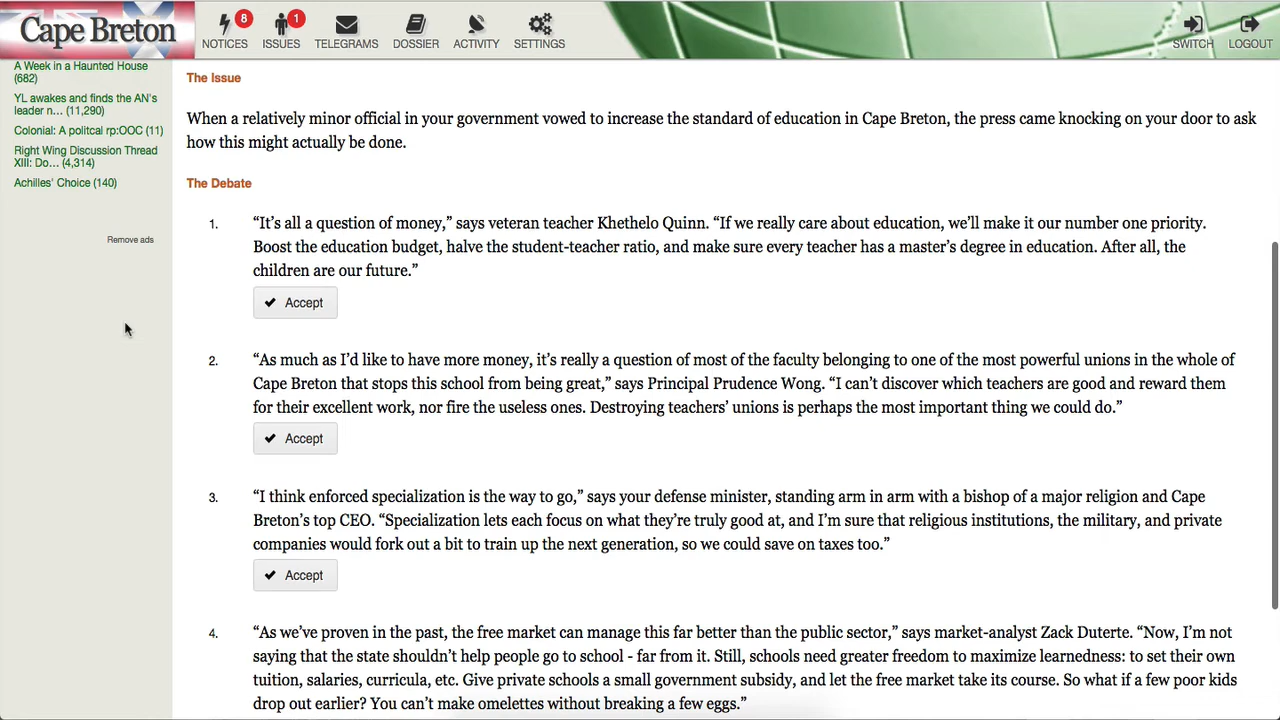 Cape Breton
8
1
NOTICES
ISSUES
TELEGRAMS
DOSSIER
ACTIVITY
SETTINGS
SWITCH
LOGOUT
A Week in a Haunted House
(682)
YL awakes and finds the AN's
leader n... (11,290)
Colonial: A politcal rp:OOC (11)
Right Wing Discussion Thread
XIII: Do... (4,314)
Achilles' Choice (140)
Remove ads
The Issue
When a relatively minor official in your government vowed to increase the standard of education in Cape Breton, the press came knocking on your door to ask
how this might actually be done.
The Debate
1. “It’s all a question of money,” says veteran teacher Khethelo Quinn. “If we really care about education, we’ll make it our number one priority.
Boost the education budget, halve the student-teacher ratio, and make sure every teacher has a master’s degree in education. After all, the
children are our future.”
Accept
2. “As much as I’d like to have more money, it’s really a question of most of the faculty belonging to one of the most powerful unions in the whole of
Cape Breton that stops this school from being great,” says Principal Prudence Wong. “I can’t discover which teachers are good and reward them
for their excellent work, nor fire the useless ones. Destroying teachers’ unions is perhaps the most important thing we could do.”
Accept
3. “I think enforced specialization is the way to go,” says your defense minister, standing arm in arm with a bishop of a major religion and Cape
Breton’s top CEO. “Specialization lets each focus on what they’re truly good at, and I’m sure that religious institutions, the military, and private
companies would fork out a bit to train up the next generation, so we could save on taxes too.”
Accept
4. “As we’ve proven in the past, the free market can manage this far better than the public sector,” says market-analyst Zack Duterte. “Now, I’m not
saying that the state shouldn’t help people go to school - far from it. Still, schools need greater freedom to maximize learnedness: to set their own
tuition, salaries, curricula, etc. Give private schools a small government subsidy, and let the free market take its course. So what if a few poor kids
drop out earlier? You can’t make omelettes without breaking a few eggs.”